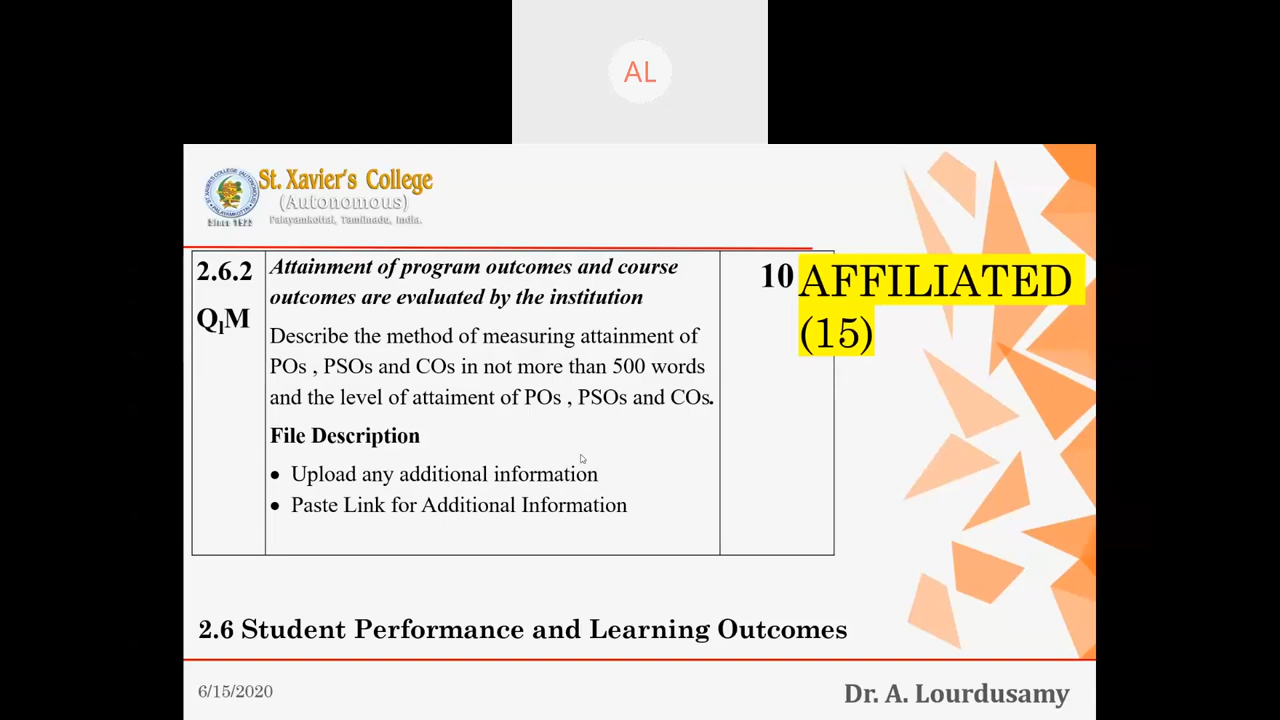 AL
St. Xavier's College
(Autonomous)
Palayamkottai, Tamilnadu, India.
Since 1923
2.6.2
QlM
Attainment of program outcomes and course
outcomes are evaluated by the institution
Describe the method of measuring attainment of
POs , PSOs and COs in not more than 500 words
and the level of attaiment of POs , PSOs and COs.
File Description
• Upload any additional information
• Paste Link for Additional Information
10
AFFILIATED
(15)
2.6 Student Performance and Learning Outcomes
6/15/2020
Dr. A. Lourdusamy